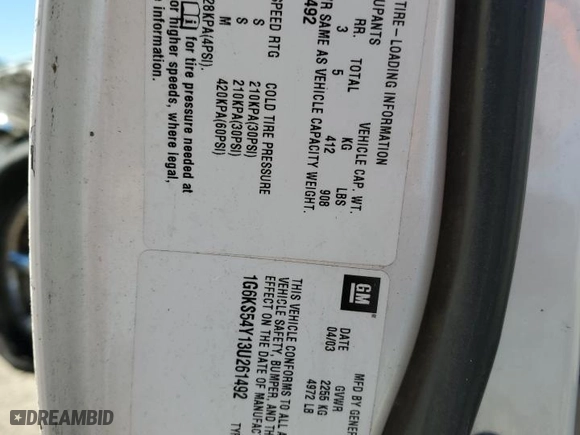 TIRE-LOADING INFORMATION
UPANTS VEHICLE CAP. WT.
RR. TOTAL KG LBS
3 5 412 908
R SAME AS VEHICLE CAPACITY WEIGHT.
492
SPEED RTG COLD TIRE PRESSURE
S 210KPA(30PSI)
S 210KPA(30PSI)
M 420KPA(60PSI)
28KPA(4PSI).
for tire pressure needed at
or higher speeds, where legal,
information.
GM
MFD BY GENER
DATE GVWR
04/03 2255 KG
4972 LB
THIS VEHICLE CONFORMS TO ALL A
VEHICLE SAFETY, BUMPER, AND TH
EFFECT ON THE DATE OF MANUFAC
1G6KS54Y13U261492
TYP
DREAMBID